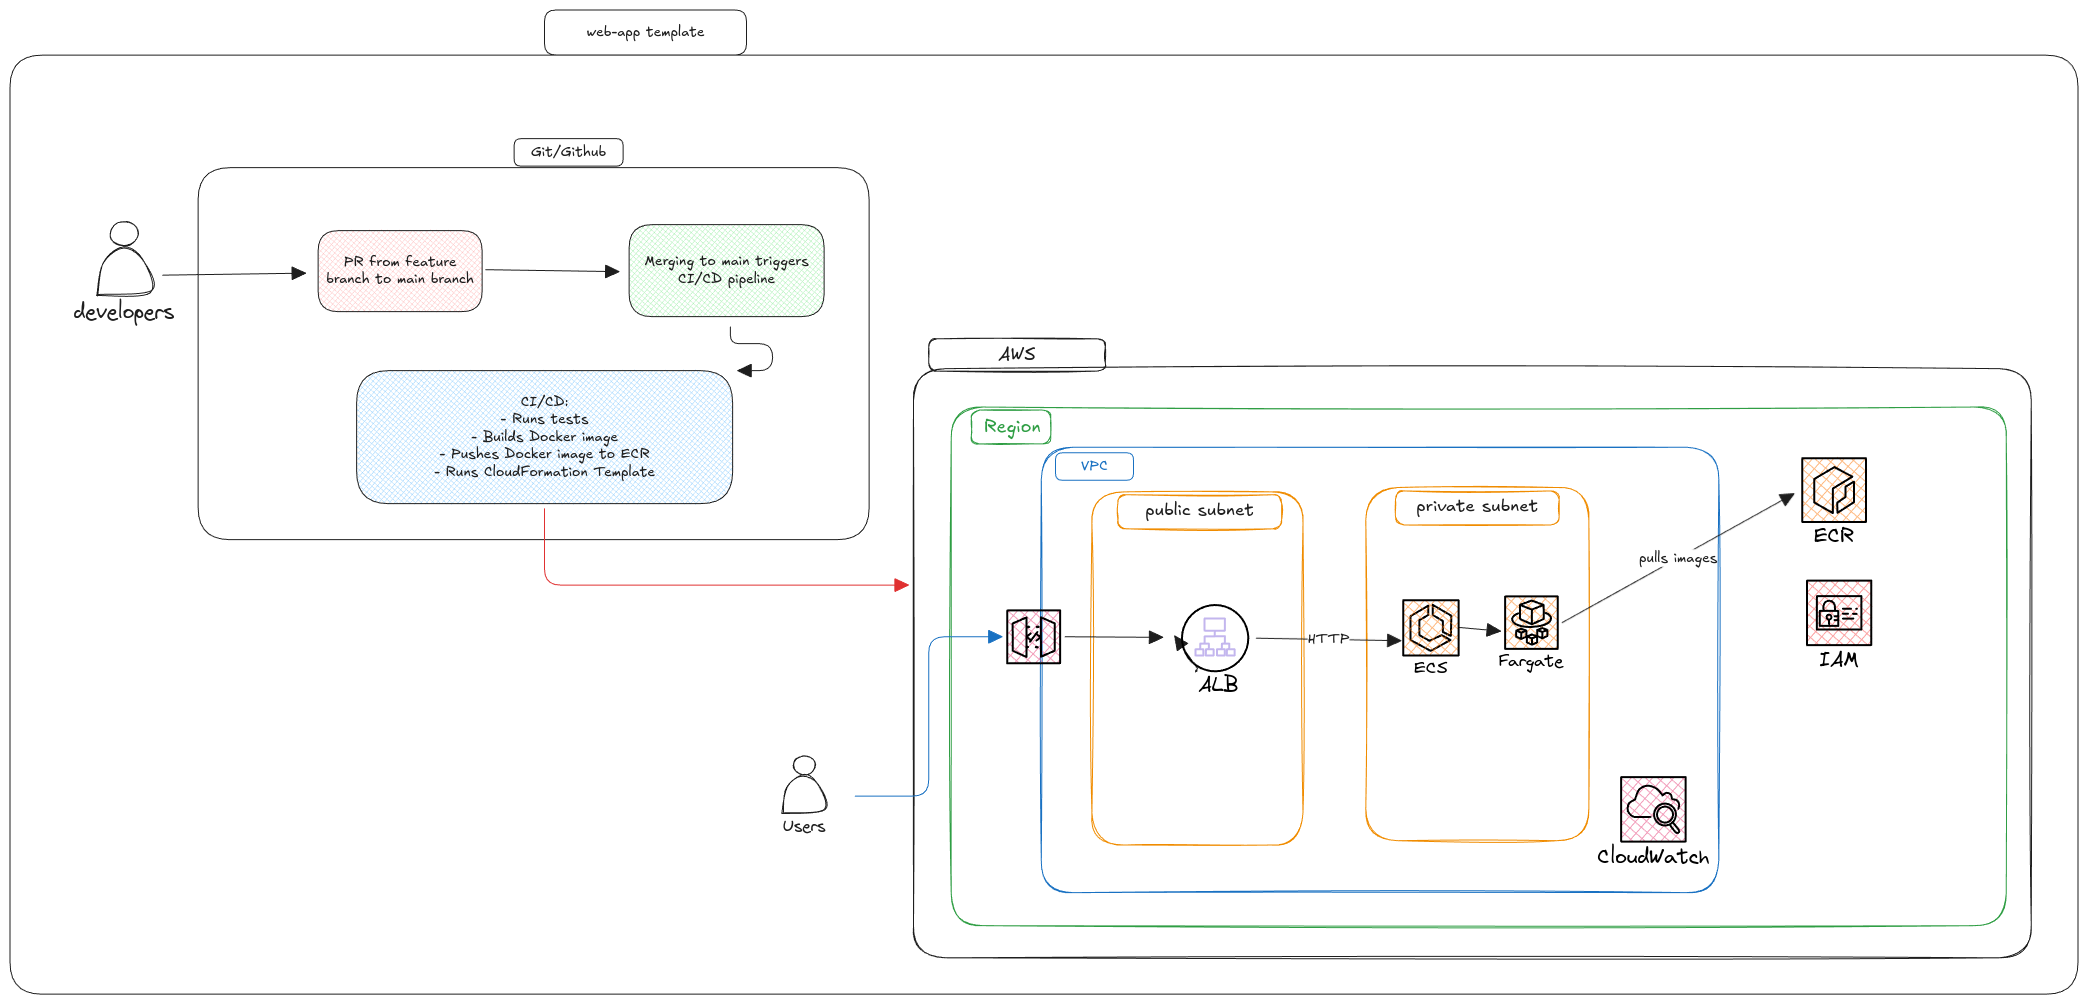 web-app template
Git/Github
PR from feature
branch to main branch
Merging to main triggers
CI/CD pipeline
developers
CI/CD:
- Runs tests
- Builds Docker image
- Pushes Docker image to ECR
- Runs CloudFormation Template
AWS
Region
VPC
public subnet
private subnet
ECR
pulls images
HTTP
ECS
Fargate
IAM
ALB
Users
CloudWatch